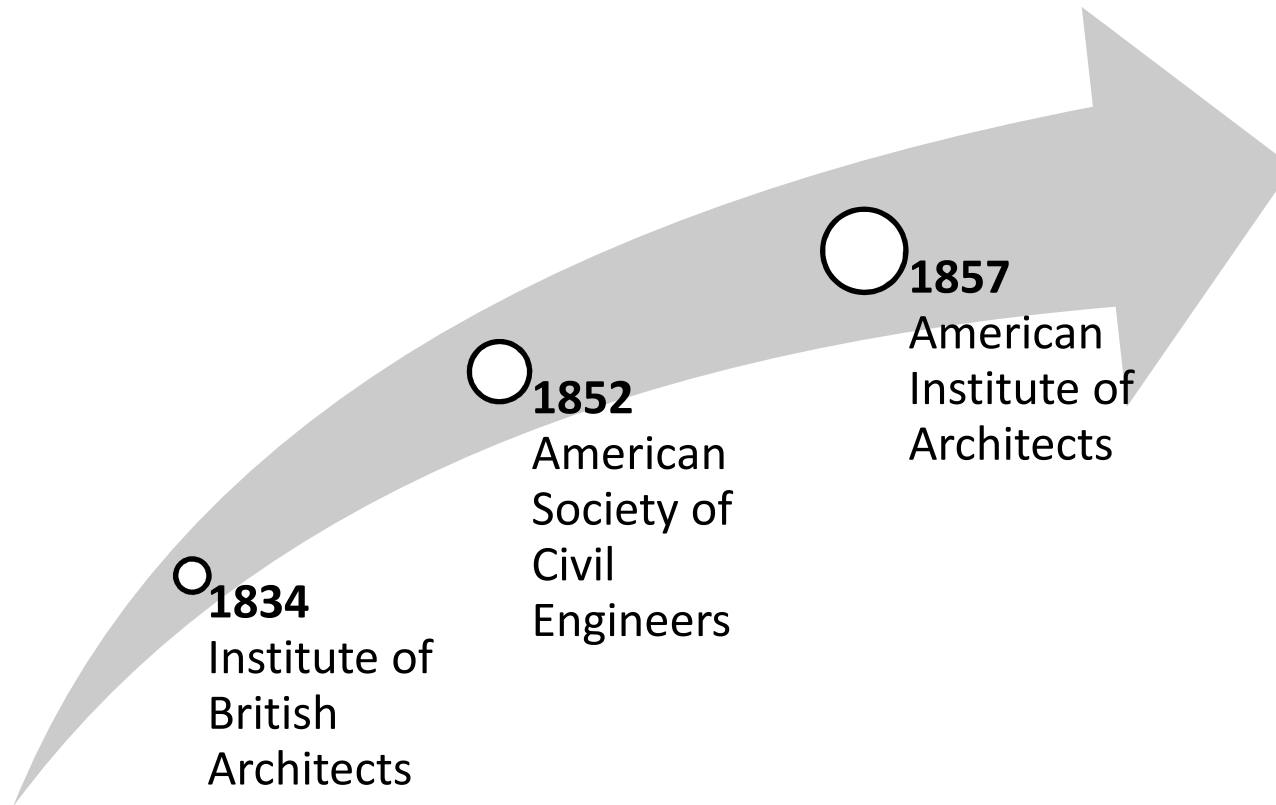 1834
Institute of
British
Architects
1852
American
Society of
Civil
Engineers
1857
American
Institute of
Architects